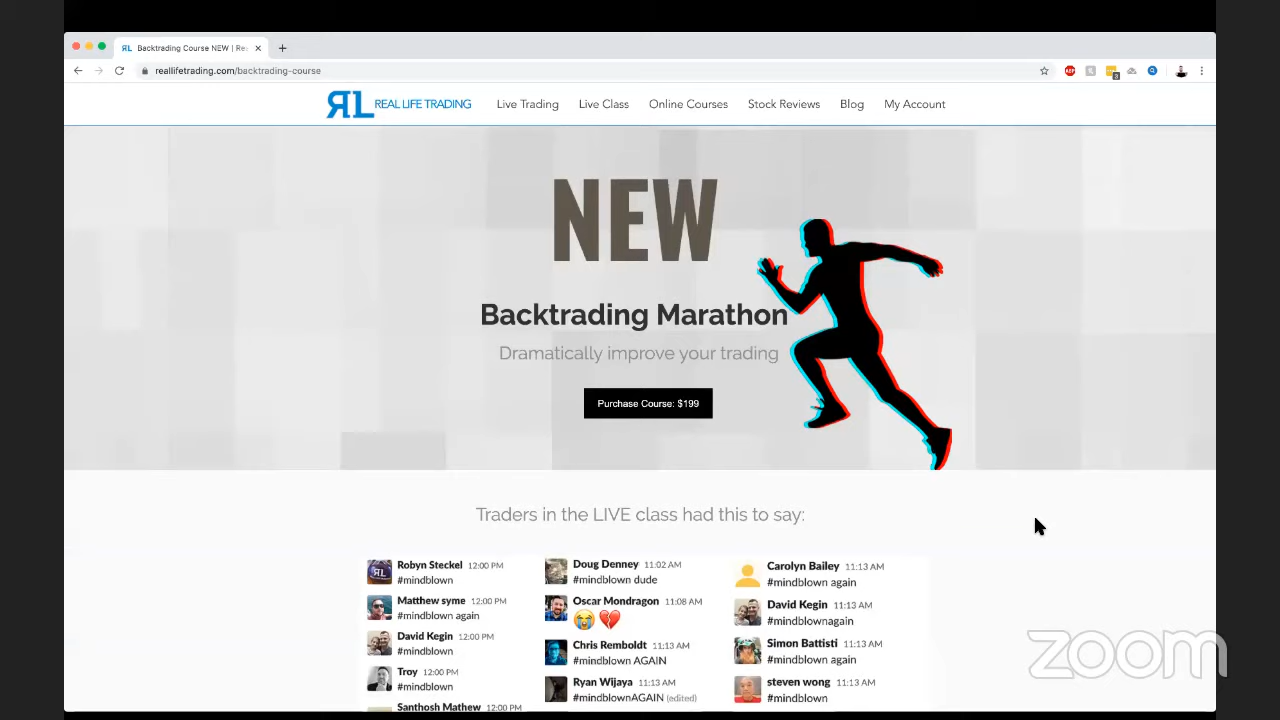 ЯL Backtrading Course NEW | Re
reallifetrading.com/backtrading-course
ABP
ЯL REAL LIFE TRADING Live Trading Live Class Online Courses Stock Reviews Blog My Account
NEW
Backtrading Marathon
Dramatically improve your trading
Purchase Course: $199
Traders in the LIVE class had this to say:
Robyn Steckel 12:00 PM
#mindblown
Matthew syme 12:00 PM
#mindblown again
David Kegin 12:00 PM
#mindblown
Troy 12:00 PM
#mindblown
Santhosh Mathew 12:00 PM
Doug Denney 11:02 AM
#mindblown dude
Oscar Mondragon 11:08 AM
Chris Remboldt 11:13 AM
#mindblown AGAIN
Ryan Wijaya 11:13 AM
#mindblownAGAIN (edited)
Carolyn Bailey 11:13 AM
#mindblown again
David Kegin 11:13 AM
#mindblownagain
Simon Battisti 11:13 AM
#mindblown again
steven wong 11:13 AM
#mindblown
zoom